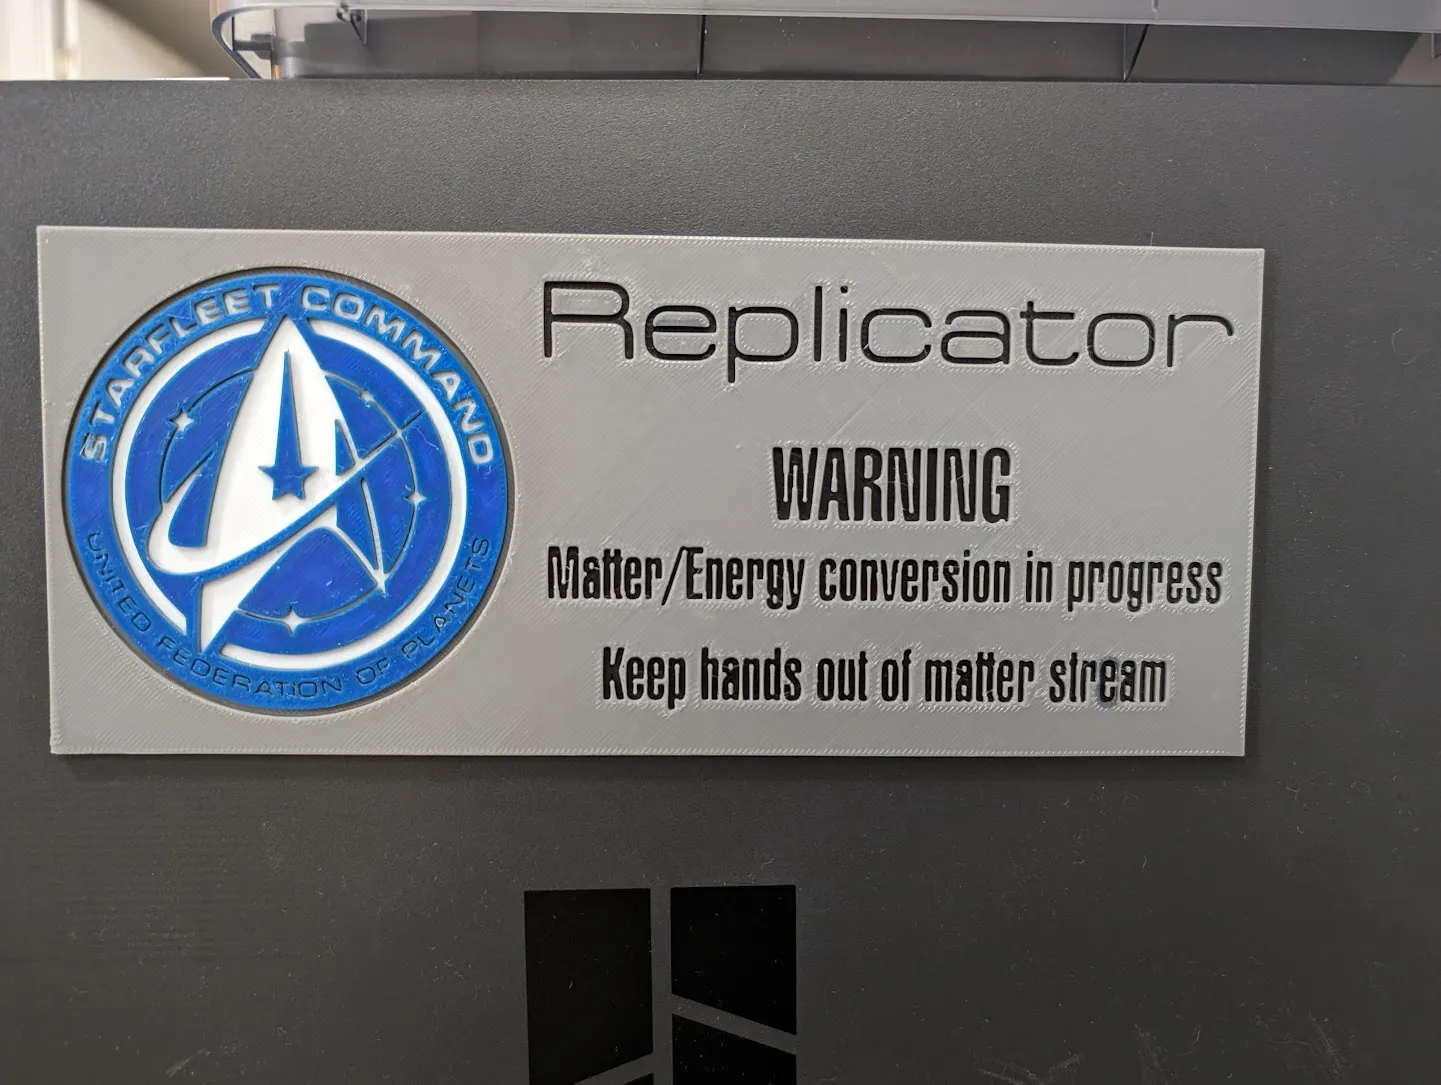 STARFLEET COMMAND
UNITED FEDERATION OF PLANETS
Replicator
WARNING
Matter/Energy conversion in progress
Keep hands out of matter stream